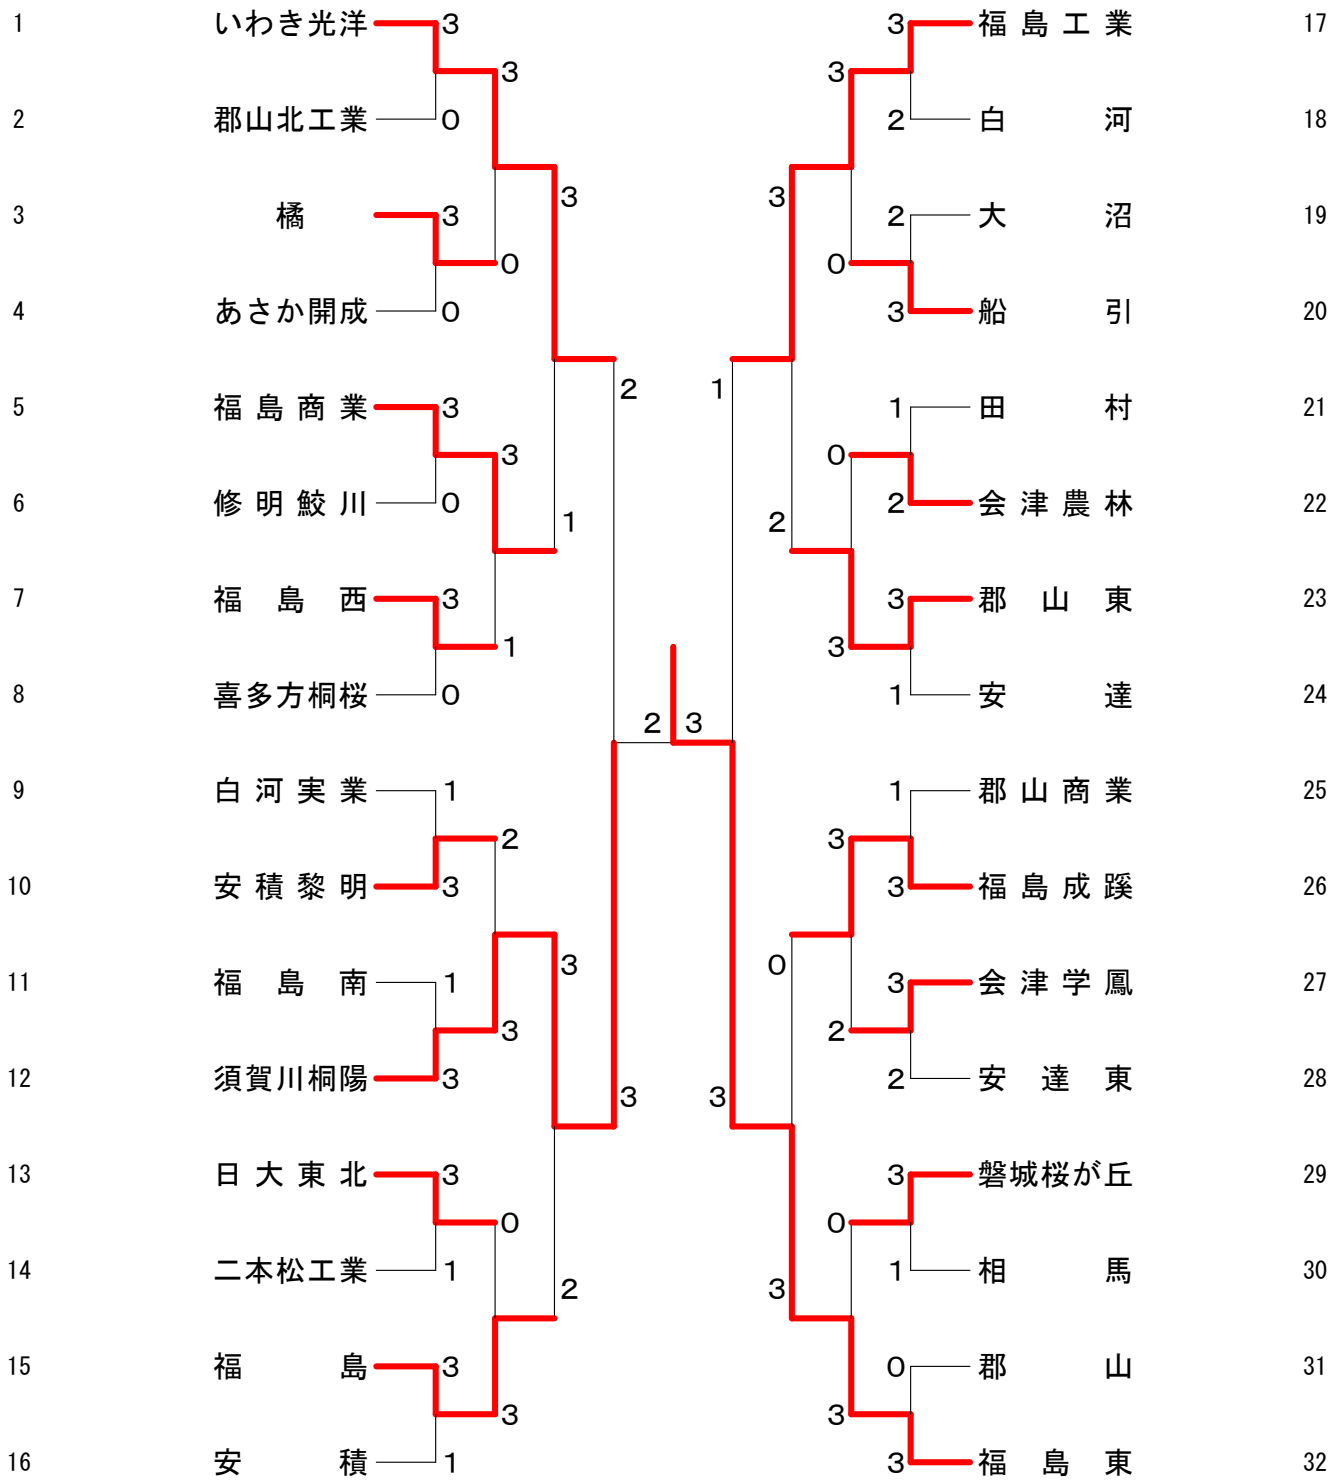 1 いわき光洋 3 3 福島工業 17
3 3
2 郡山北工業 0 2 白河 18
3 3
3 橘 3 2 大沼 19
0 0
4 あさか開成 0 3 船引 20
2 1
5 福島商業 3 1 田村 21
3 0
6 修明鮫川 0 2 会津農林 22
1 2
7 福島西 3 3 郡山東 23
1 3
8 喜多方桐桜 0 1 安達 24
2 3
9 白河実業 1 1 郡山商業 25
2 3
10 安積黎明 3 3 福島成蹊 26
3 0
11 福島南 1 3 会津学鳳 27
3 2
12 須賀川桐陽 3 2 安達東 28
3 3
13 日大東北 3 3 磐城桜が丘 29
0 0
14 二本松工業 1 1 相馬 30
2 3
15 福島 3 0 郡山 31
3 3
16 安積 1 3 福島東 32